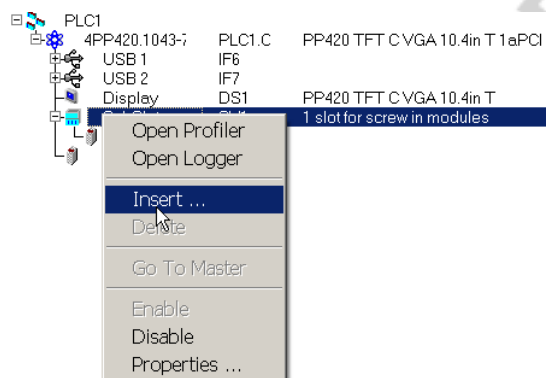 PLC1
4PP420.1043-7 PLC1.C PP420 TFT C VGA 10.4in T 1aPCI
USB 1 IF6
USB 2 IF7
Display DS1 PP420 TFT C VGA 10.4in T
1 slot for screw in modules
Open Profiler
Open Logger
Insert ...
Delete
Go To Master
Enable
Disable
Properties ...